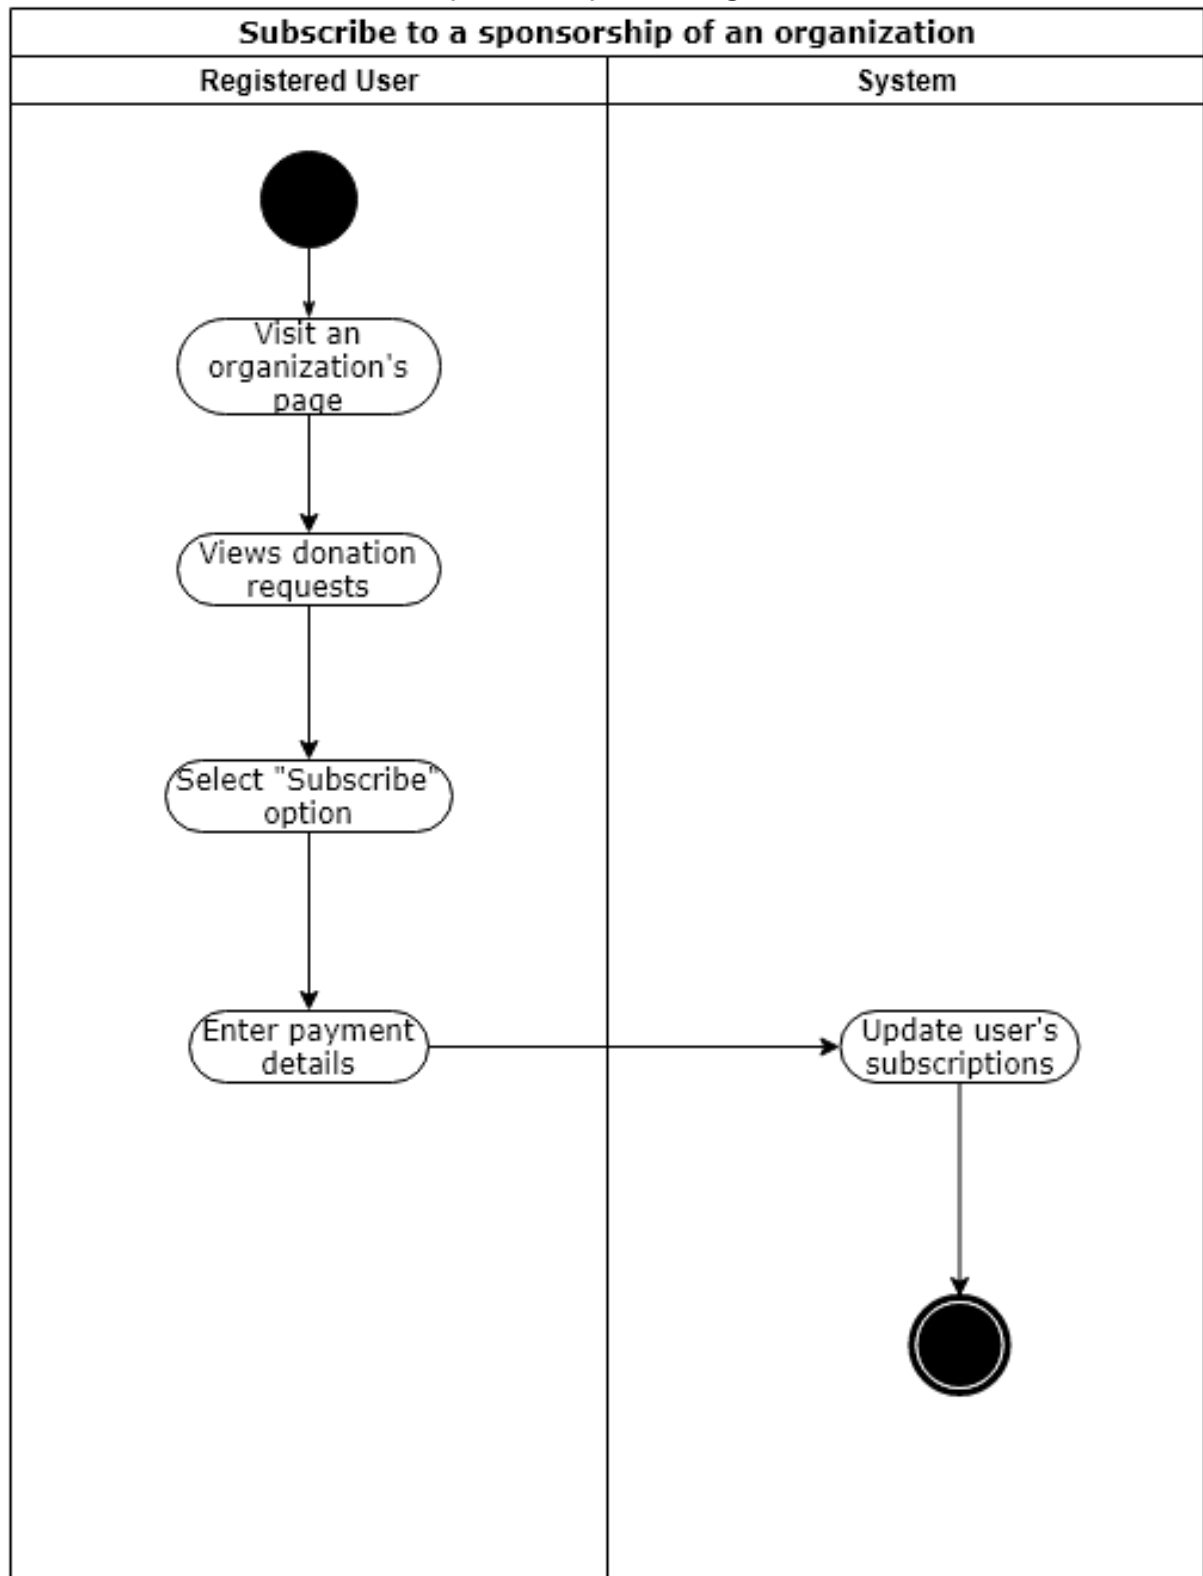 Subscribe to a sponsorship of an organization
Registered User
System
Visit an
organization's
page
Views donation
requests
Select "Subscribe"
option
Enter payment
details
Update user's
subscriptions